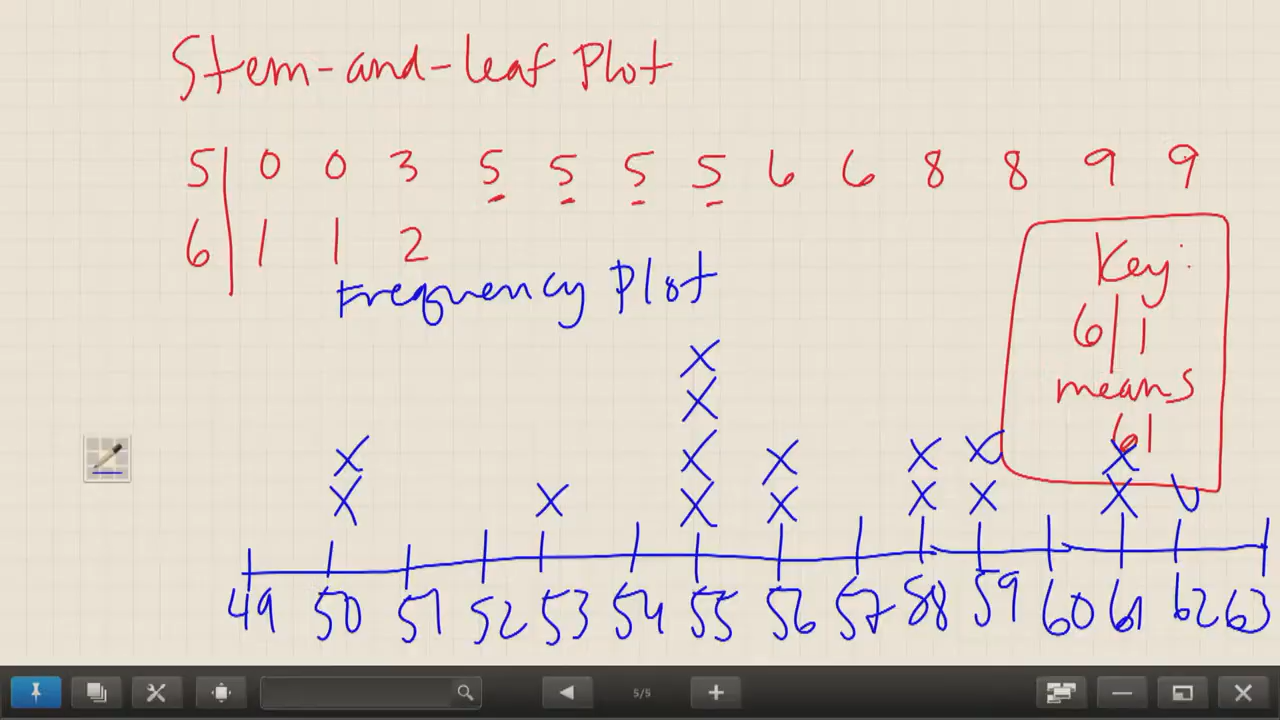 Stem-and-leaf Plot
5 | 0 0 3 5 5 5 5 6 6 8 8 9 9
6 | 1 1 2
Frequency Plot
Key:
6 | 1
means
61
X
X
X X X X X X
X X X X X X X
49 50 51 52 53 54 55 56 57 58 59 60 61 62 63
5/5